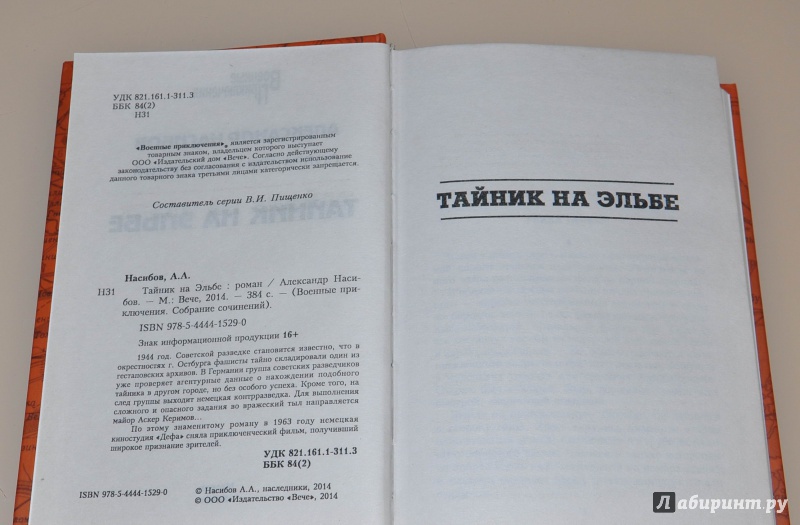 УДК 821.161.1-311.3
ББК 84(2)
Н31
«Военные приключения» является зарегистрированным
товарным знаком, владельцем которого выступает
ООО «Издательский дом «Вече». Согласно действующему
законодательству без согласования с издательством использование
данного товарного знака третьими лицами категорически запрещается.
Составитель серии В.И. Пищенко
Насибов, А.А.
Н31 Тайник на Эльбе : роман / Александр Наси-
бов. — М.: Вече, 2014. — 384 с. — (Военные при-
ключения. Собрание сочинений).
ISBN 978-5-4444-1529-0
Знак информационной продукции 16+
1944 год. Советской разведке становится известно, что в
окрестностях г. Остбурга фашисты тайно складировали один из
гестаповских архивов. В Германии группа советских разведчиков
уже проверяет агентурные данные о нахождении подобного
тайника в другом городе, но без особого успеха. Кроме того, на
след группы выходит немецкая контрразведка. Для выполнения
сложного и опасного задания во вражеский тыл направляется
майор Аскер Керимов...
По этому знаменитому роману в 1963 году немецкая
киностудия «Дефа» сняла приключенческий фильм, получивший
широкое признание зрителей.
УДК 821.161.1-311.3
ББК 84(2)
ISBN 978-5-4444-1529-0
© Насибов А.А., наследники, 2014
© ООО «Издательство «Вече», 2014
ТАЙНИК НА ЭЛЬБЕ
Лабиринт.ру